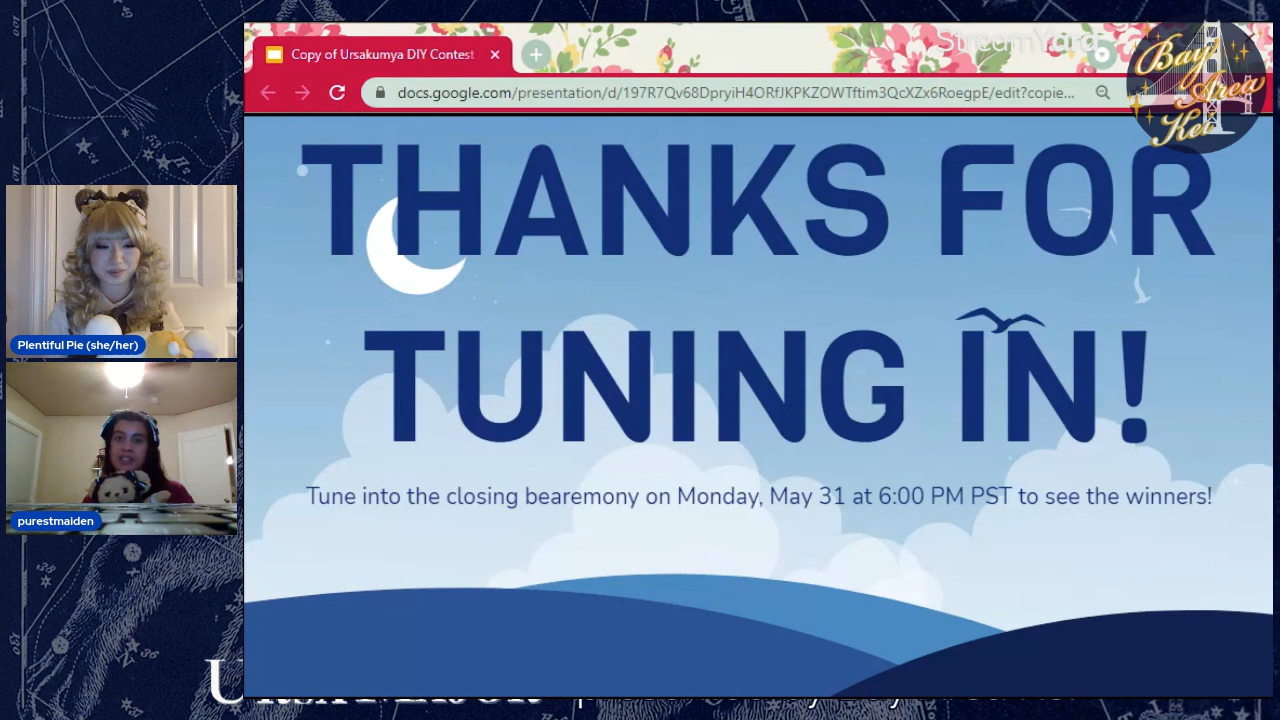 Copy of Ursakumya DIY Contest
StreamYard
docs.google.com/presentation/d/197R7Qv68DpryiH4ORfJKPKZOWTftim3QcXZx6RoegpE/edit?copie...
Bay
Area
Kei
THANKS FOR
TUNING IN!
Tune into the closing bearemony on Monday, May 31 at 6:00 PM PST to see the winners!
Plentiful Pie (she/her)
purestmaiden